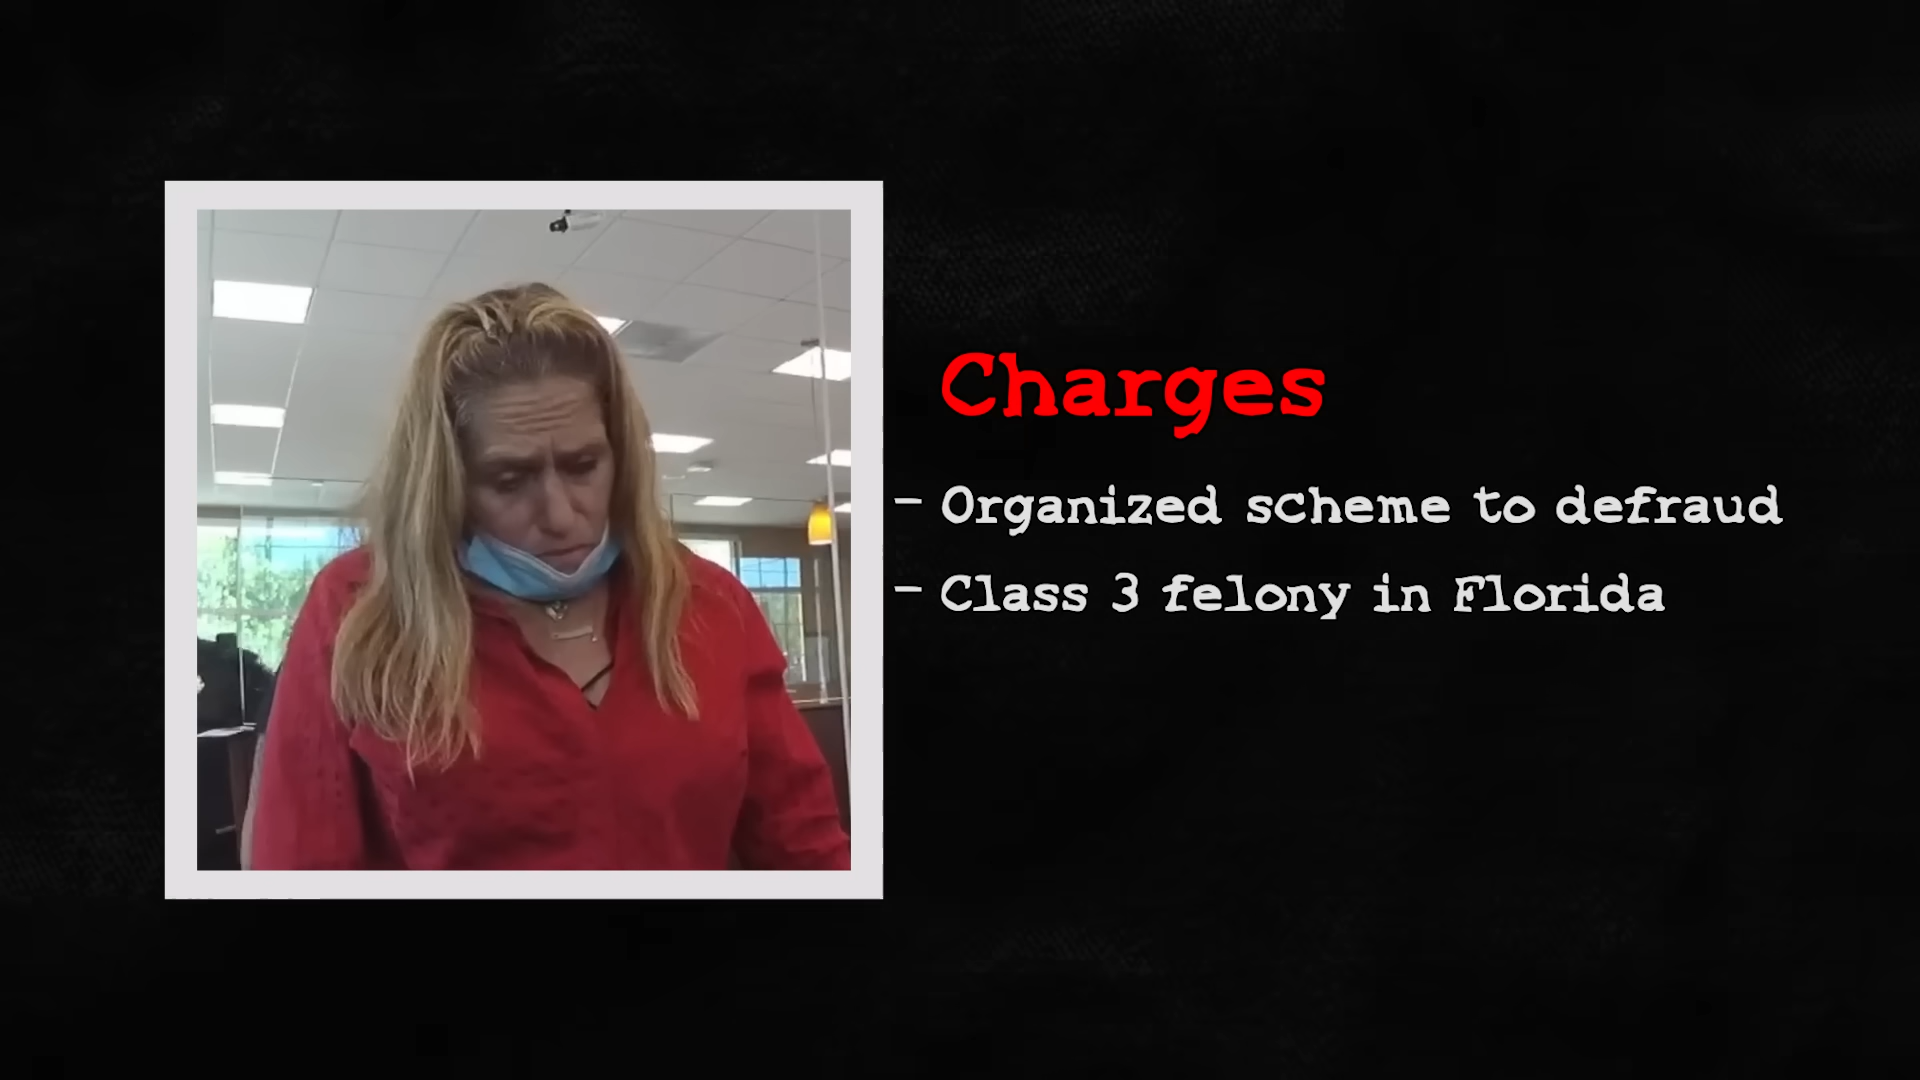 Charges
- Organized scheme to defraud
- Class 3 felony in Florida